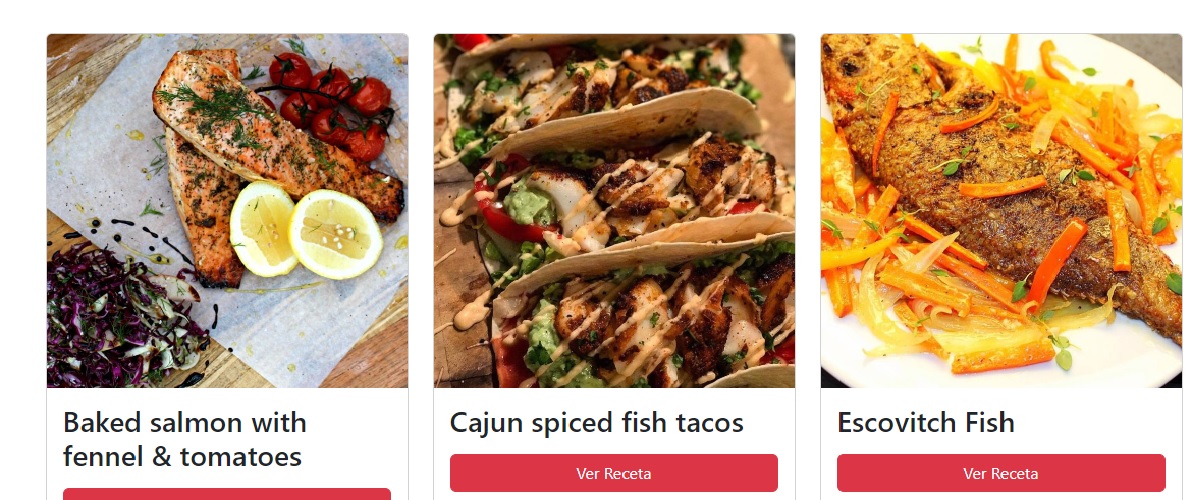 Baked salmon with
fennel & tomatoes
Cajun spiced fish tacos
Ver Receta
Escovitch Fish
Ver Receta